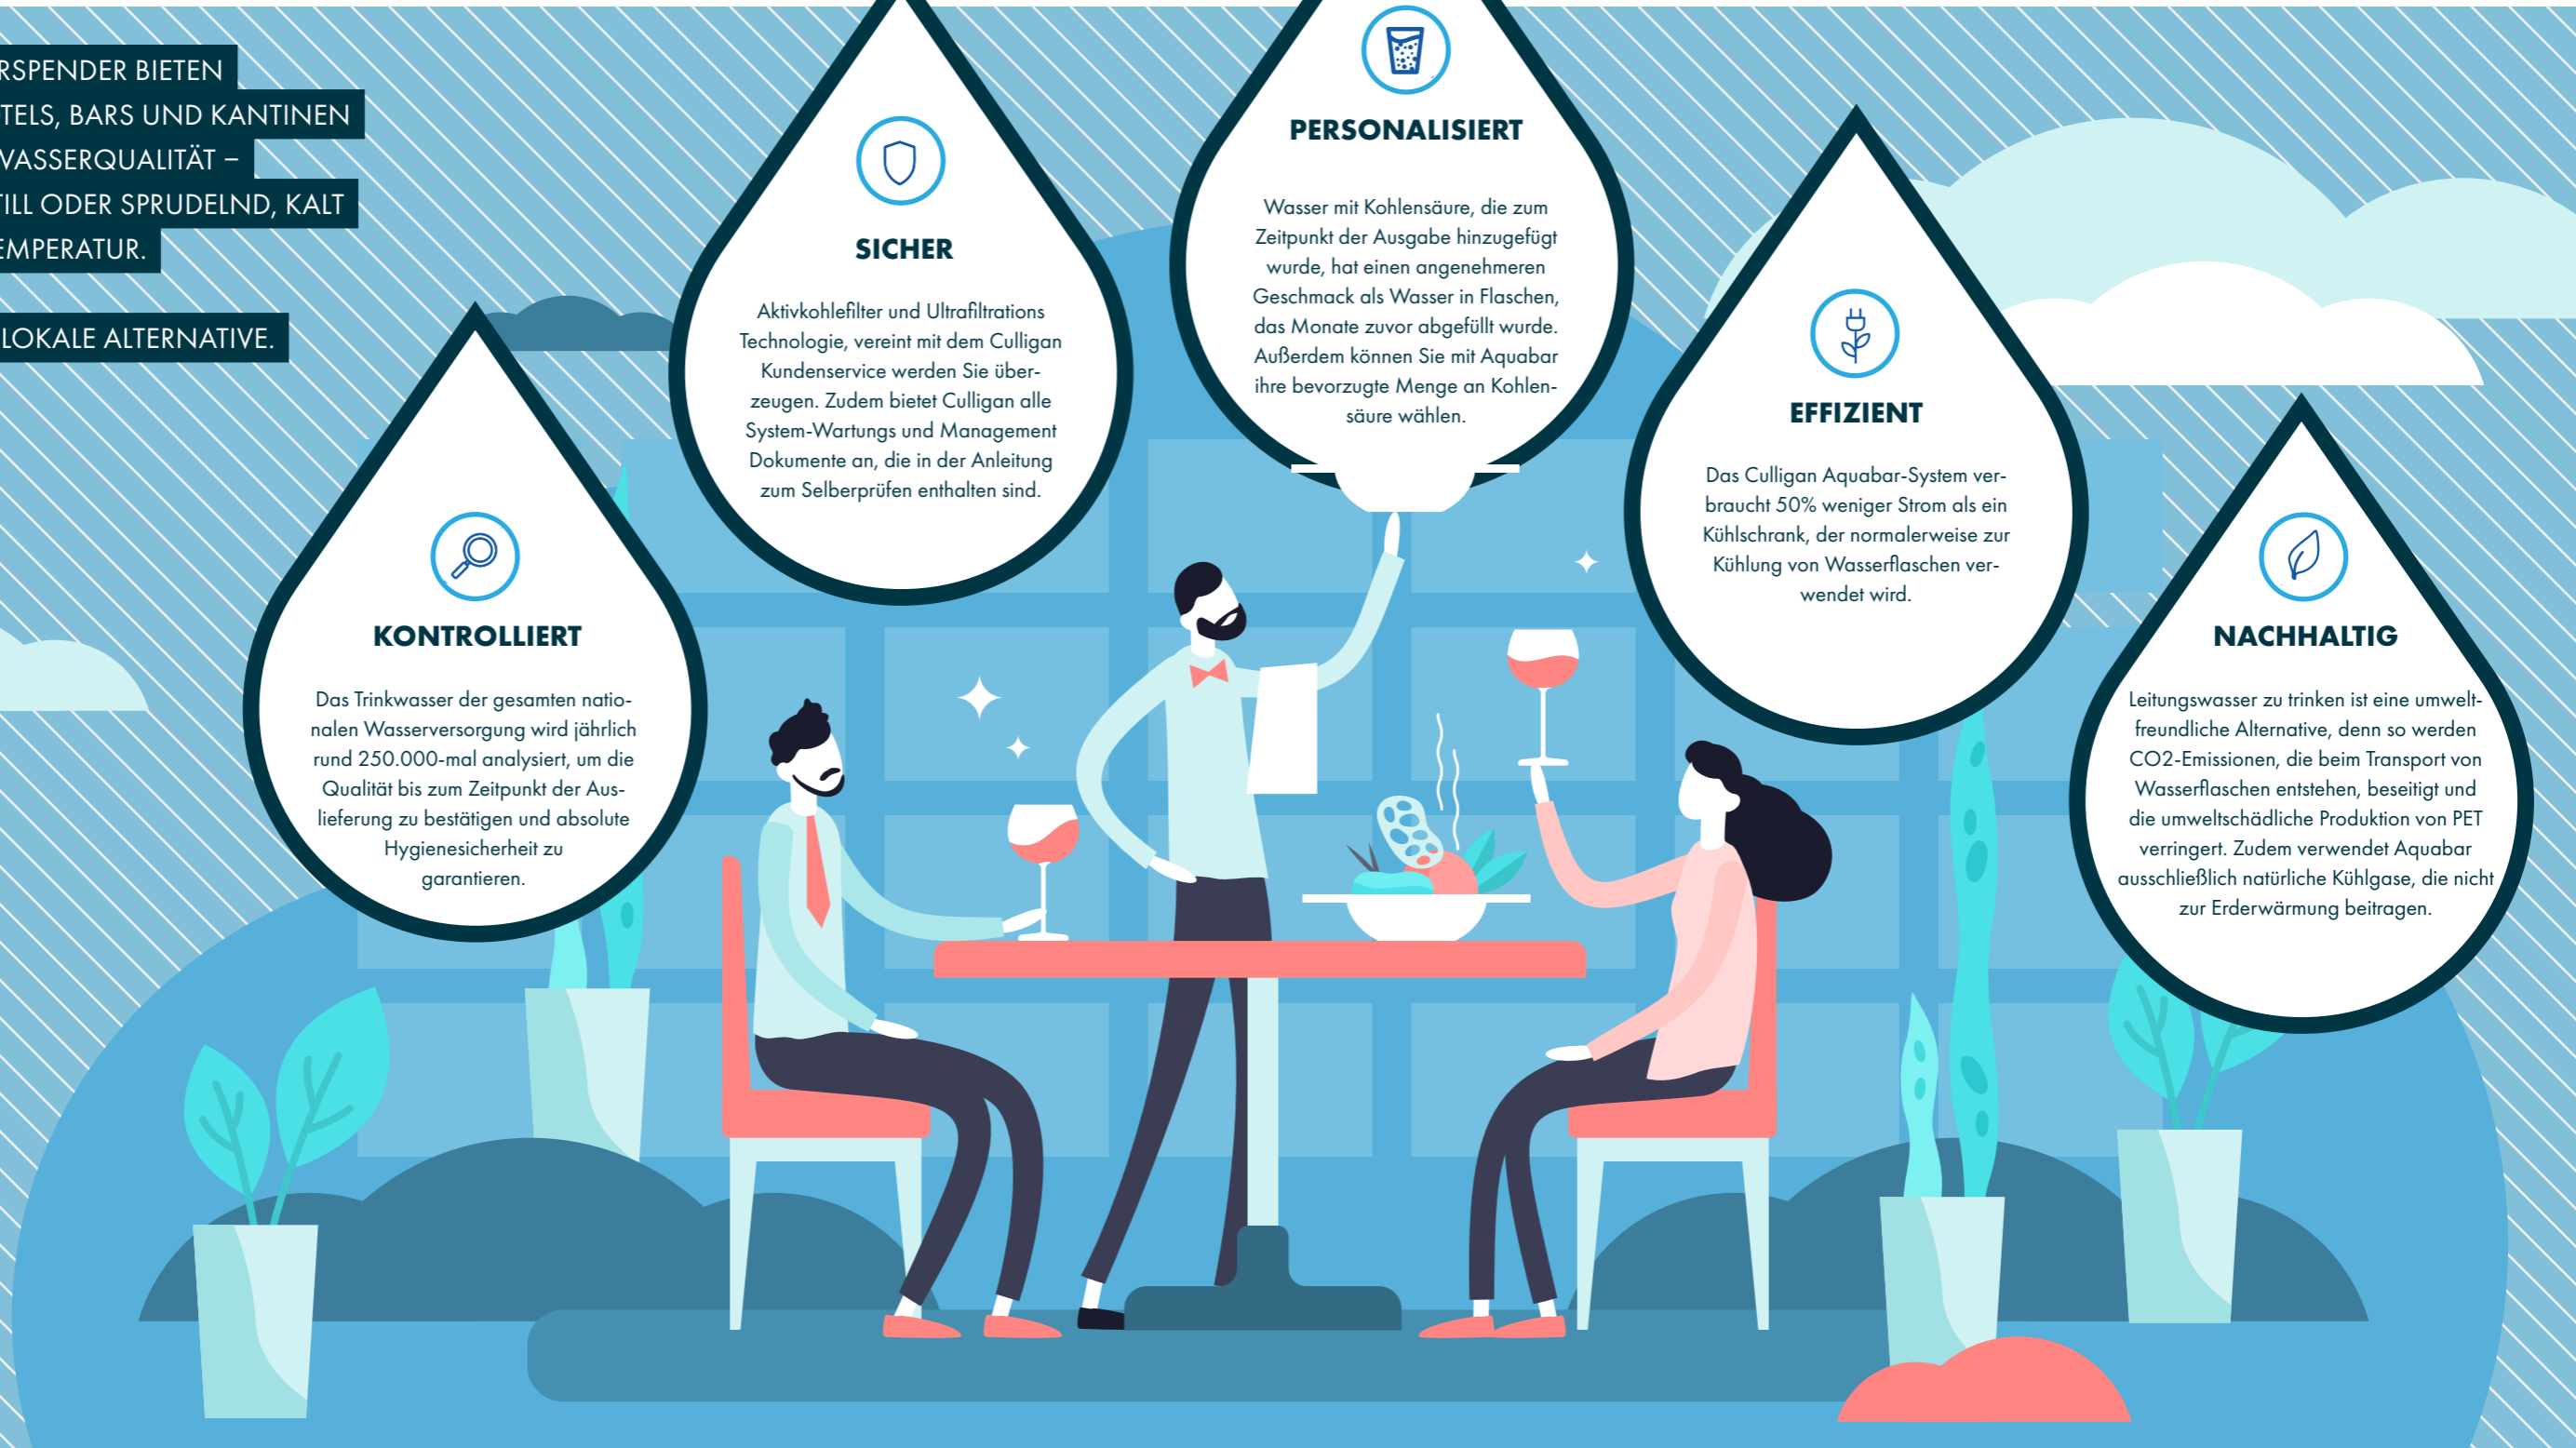 RSPENDER BIETEN
TELS, BARS UND KANTINEN
WASSERQUALITÄT –
TILL ODER SPRUDELND, KALT
EMPERATUR.
LOKALE ALTERNATIVE.
KONTROLLIERT
Das Trinkwasser der gesamten natio-
nalen Wasserversorgung wird jährlich
rund 250.000-mal analysiert, um die
Qualität bis zum Zeitpunkt der Aus-
lieferung zu bestätigen und absolute
Hygienesicherheit zu
garantieren.
SICHER
Aktivkohlefilter und Ultrafiltrations
Technologie, vereint mit dem Culligan
Kundenservice werden Sie über-
zeugen. Zudem bietet Culligan alle
System-Wartungs und Management
Dokumente an, die in der Anleitung
zum Selberprüfen enthalten sind.
PERSONALISIERT
Wasser mit Kohlensäure, die zum
Zeitpunkt der Ausgabe hinzugefügt
wurde, hat einen angenehmeren
Geschmack als Wasser in Flaschen,
das Monate zuvor abgefüllt wurde.
Außerdem können Sie mit Aquabar
ihre bevorzugte Menge an Kohlen-
säure wählen.
EFFIZIENT
Das Culligan Aquabar-System ver-
braucht 50% weniger Strom als ein
Kühlschrank, der normalerweise zur
Kühlung von Wasserflaschen ver-
wendet wird.
NACHHALTIG
Leitungswasser zu trinken ist eine umwelt-
freundliche Alternative, denn so werden
CO2-Emissionen, die beim Transport von
Wasserflaschen entstehen, beseitigt und
die umweltschädliche Produktion von PET
verringert. Zudem verwendet Aquabar
ausschließlich natürliche Kühlgase, die nicht
zur Erderwärmung beitragen.